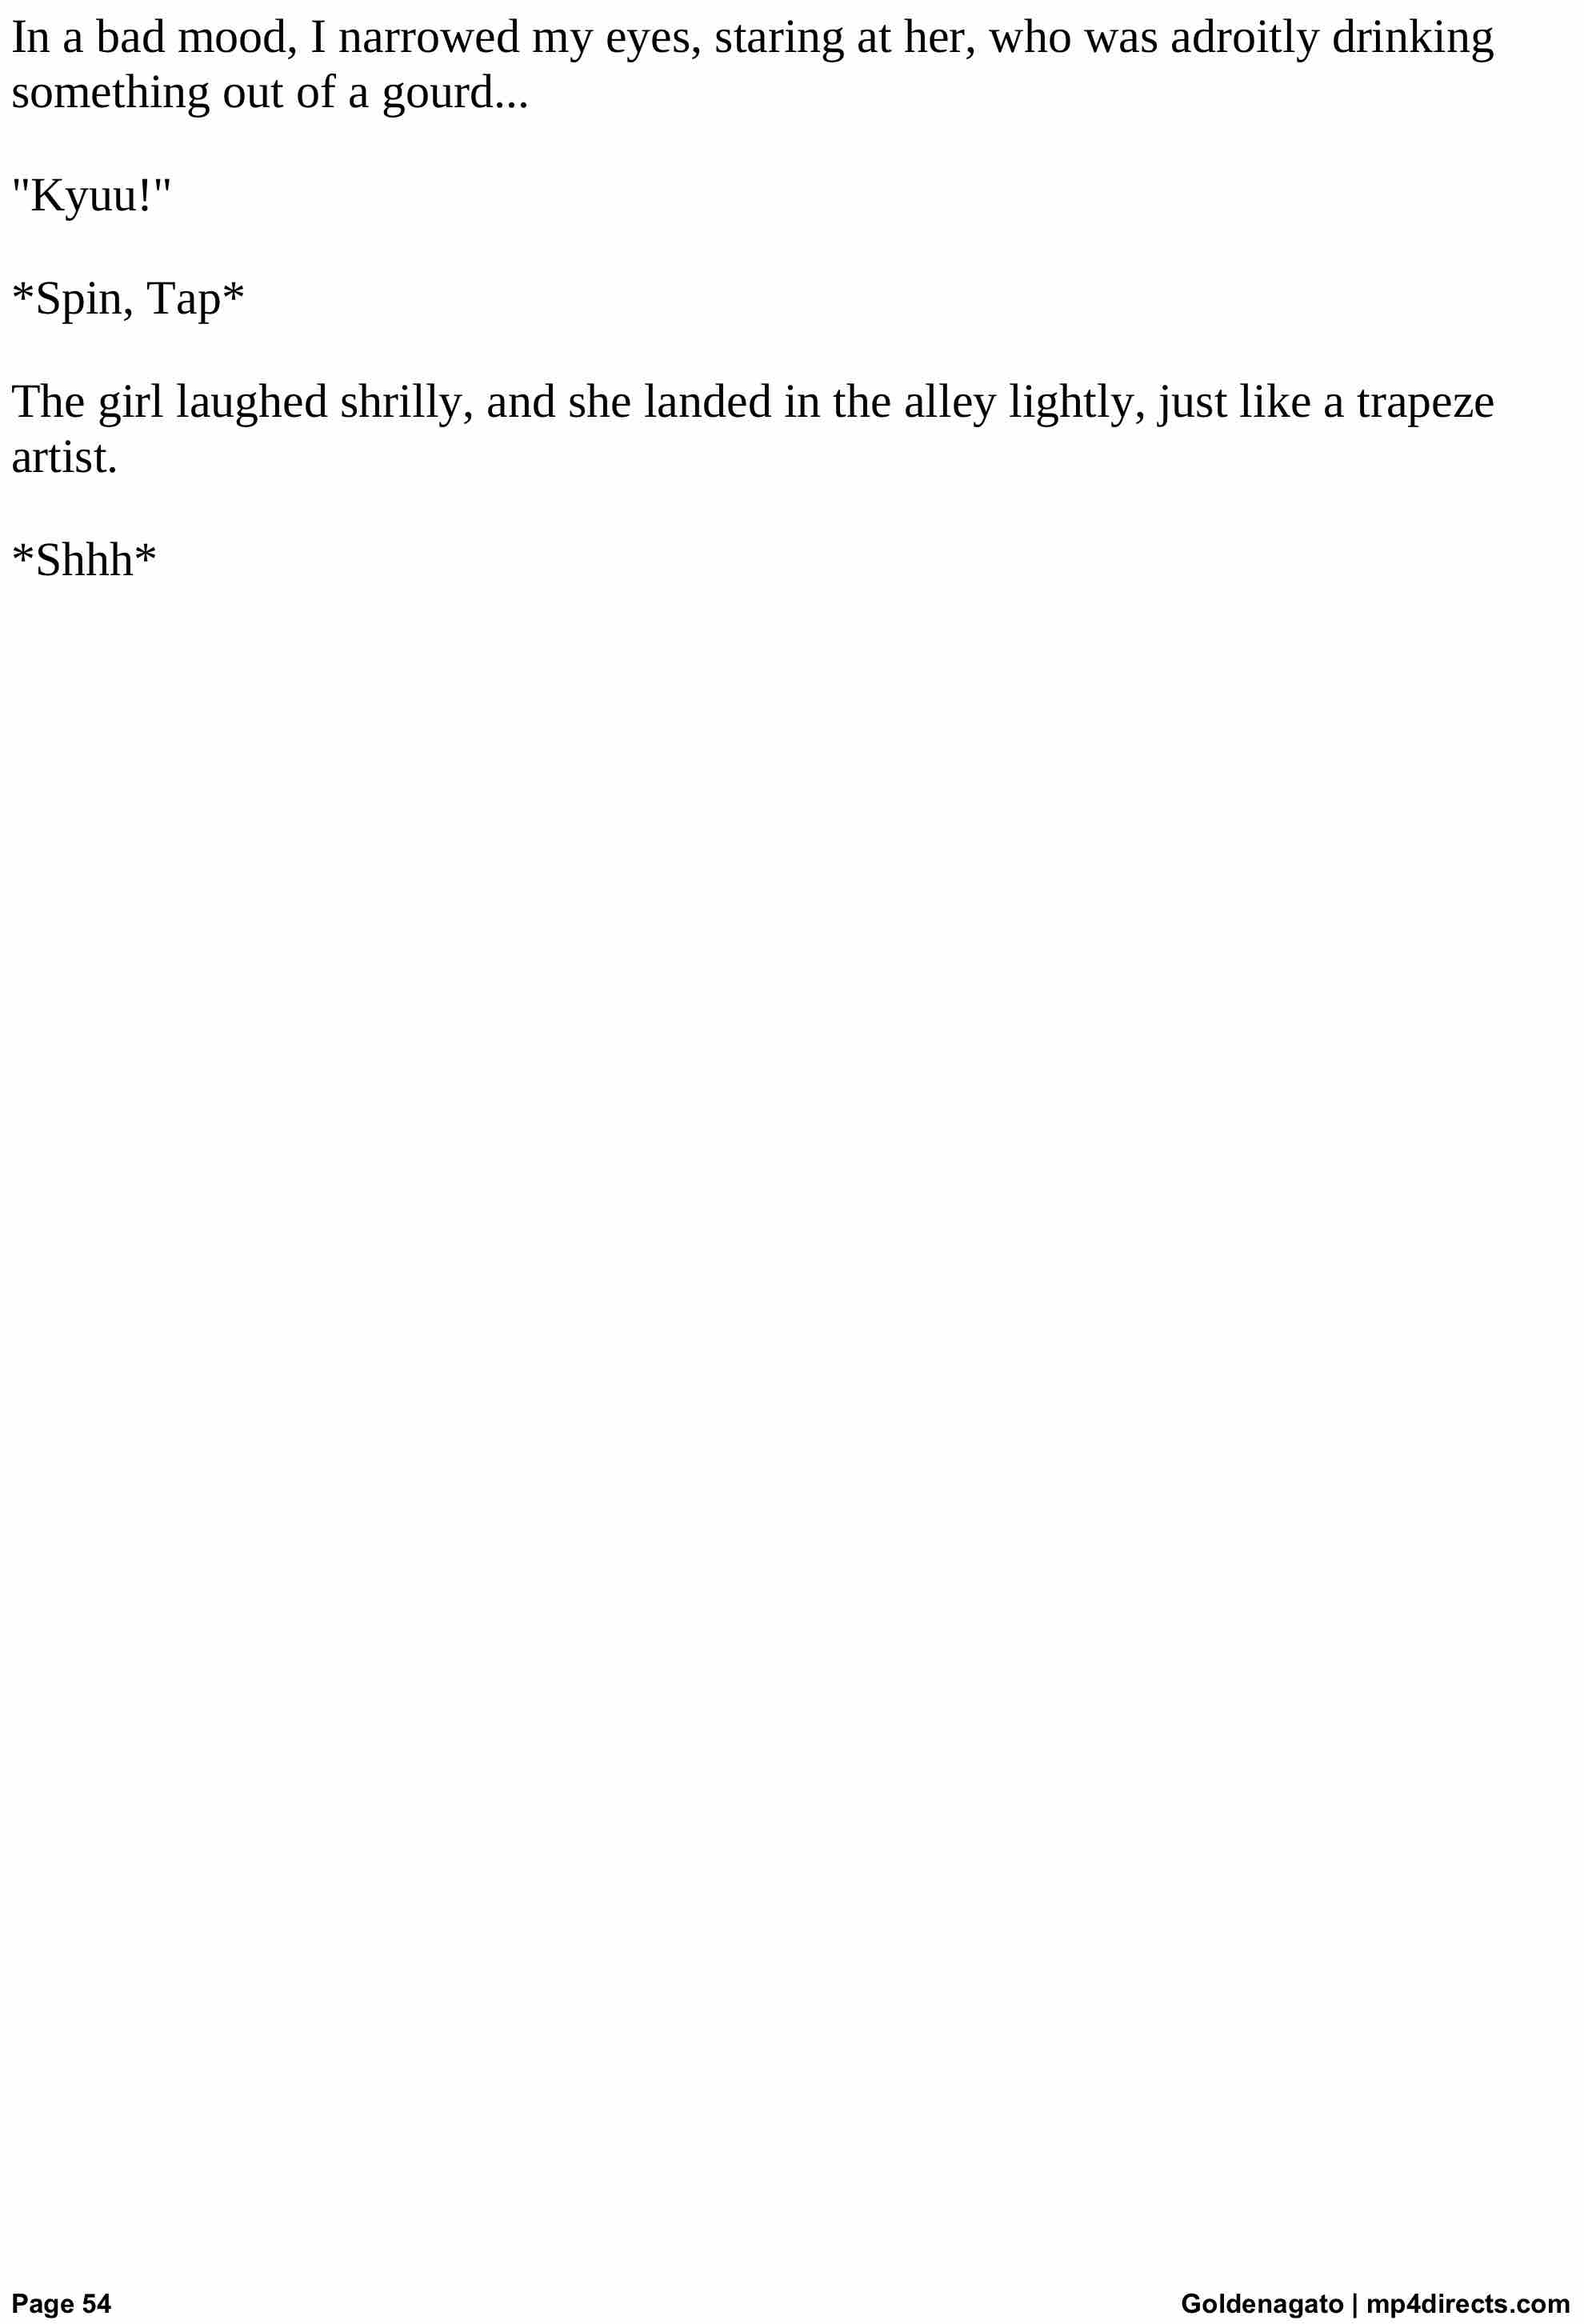 In a bad mood, I narrowed my eyes, staring at her, who was adroitly drinking
something out of a gourd...
"Kyuu!"
*Spin, Tap*
The girl laughed shrilly, and she landed in the alley lightly, just like a trapeze
artist.
*Shhh*
Page 54
Goldenagato | mp4directs.com